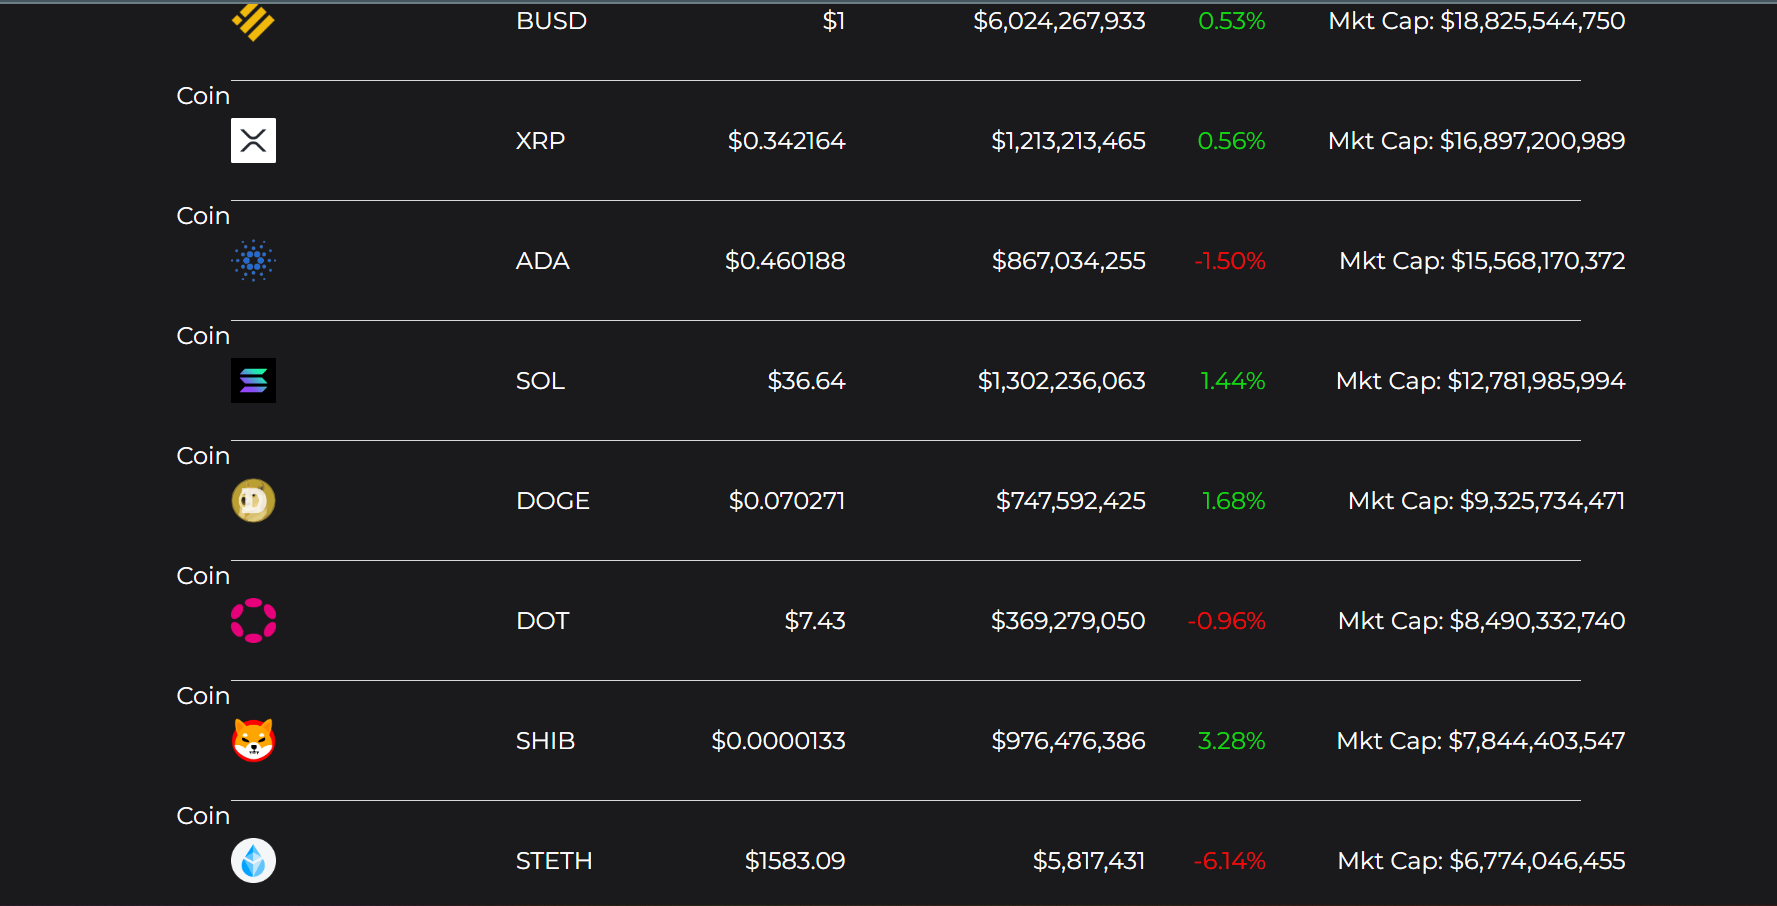 BUSD $1 $6,024,267,933 0.53% Mkt Cap: $18,825,544,750
Coin
XRP $0.342164 $1,213,213,465 0.56% Mkt Cap: $16,897,200,989
Coin
ADA $0.460188 $867,034,255 -1.50% Mkt Cap: $15,568,170,372
Coin
SOL $36.64 $1,302,236,063 1.44% Mkt Cap: $12,781,985,994
Coin
DOGE $0.070271 $747,592,425 1.68% Mkt Cap: $9,325,734,471
Coin
DOT $7.43 $369,279,050 -0.96% Mkt Cap: $8,490,332,740
Coin
SHIB $0.0000133 $976,476,386 3.28% Mkt Cap: $7,844,403,547
Coin
STETH $1583.09 $5,817,431 -6.14% Mkt Cap: $6,774,046,455